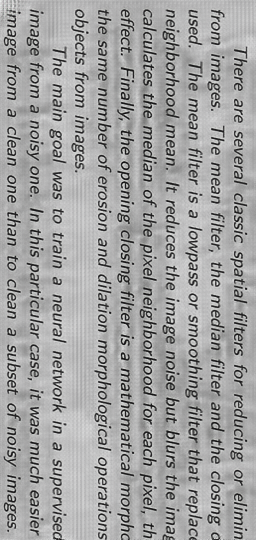 There are several classic spatial filters for reducing or elimin
from images. The mean filter, the median filter and the closing o
used. The mean filter is a lowpass or smoothing filter that replace
neighborhood mean. It reduces the image noise but blurs the imag
calculates the median of the pixel neighborhood for each pixel, th
effect. Finally, the opening closing filter is a mathematical morpho
the same number of erosion and dilation morphological operations
objects from images.
The main goal was to train a neural network in a supervised
image from a noisy one. In this particular case, it was much easier
image from a clean one than to clean a subset of noisy images.